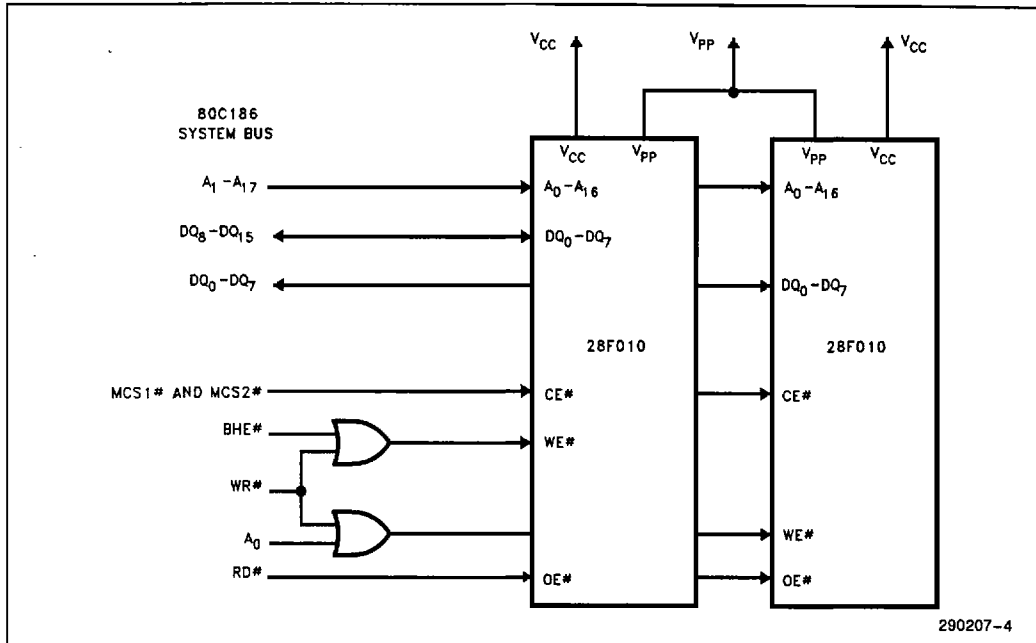 V_CC V_PP V_CC
80C186
SYSTEM BUS
V_CC V_PP V_PP V_CC
A_1-A_17 A_0-A_16 A_0-A_16
DQ_8-DQ_15 DQ_0-DQ_7
DQ_0-DQ_7 DQ_0-DQ_7
28F010 28F010
MCS1# AND MCS2# CE# CE#
BHE# WE#
WR#
A_0 WE#
RD# OE# OE#
290207-4